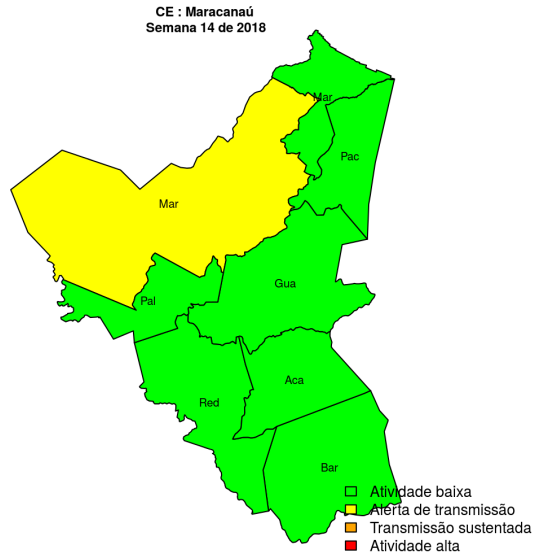 CE : Maracanaú
Semana 14 de 2018
Mar
Pac
Mar
Gua
Pal
Aca
Red
Bar
Atividade baixa
Alerta de transmissão
Transmissão sustentada
Atividade alta